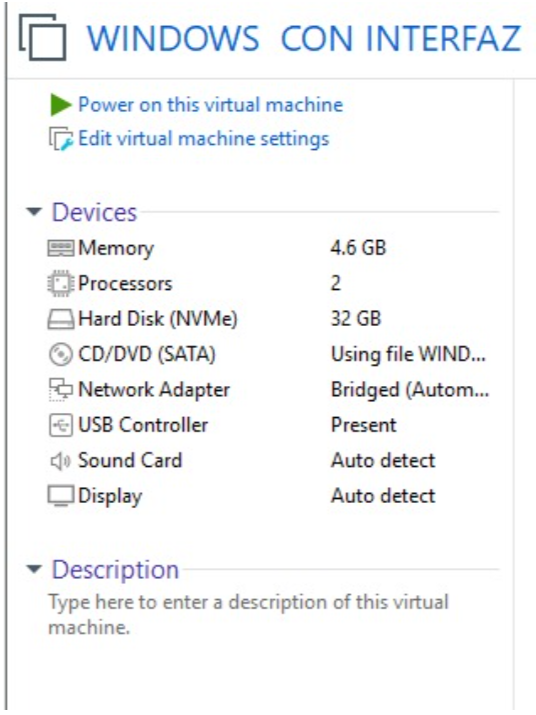 WINDOWS  CON INTERFAZ
Power on this virtual machine
Edit virtual machine settings
Devices
Memory 4.6 GB
Processors 2
Hard Disk (NVMe) 32 GB
CD/DVD (SATA) Using file WIND...
Network Adapter Bridged (Autom...
USB Controller Present
Sound Card Auto detect
Display Auto detect
Description
Type here to enter a description of this virtual
machine.